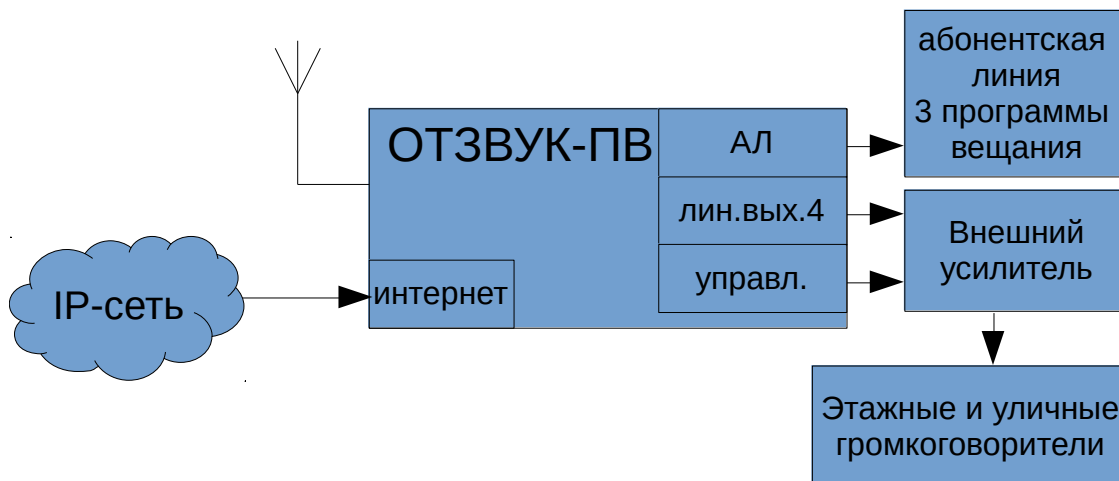 абонентская
линия
3 программы
вещания
ОТЗВУК-ПВ
АЛ
лин.вых.4
управл.
Внешний
усилитель
интернет
IP-сеть
Этажные и уличные
громкоговорители